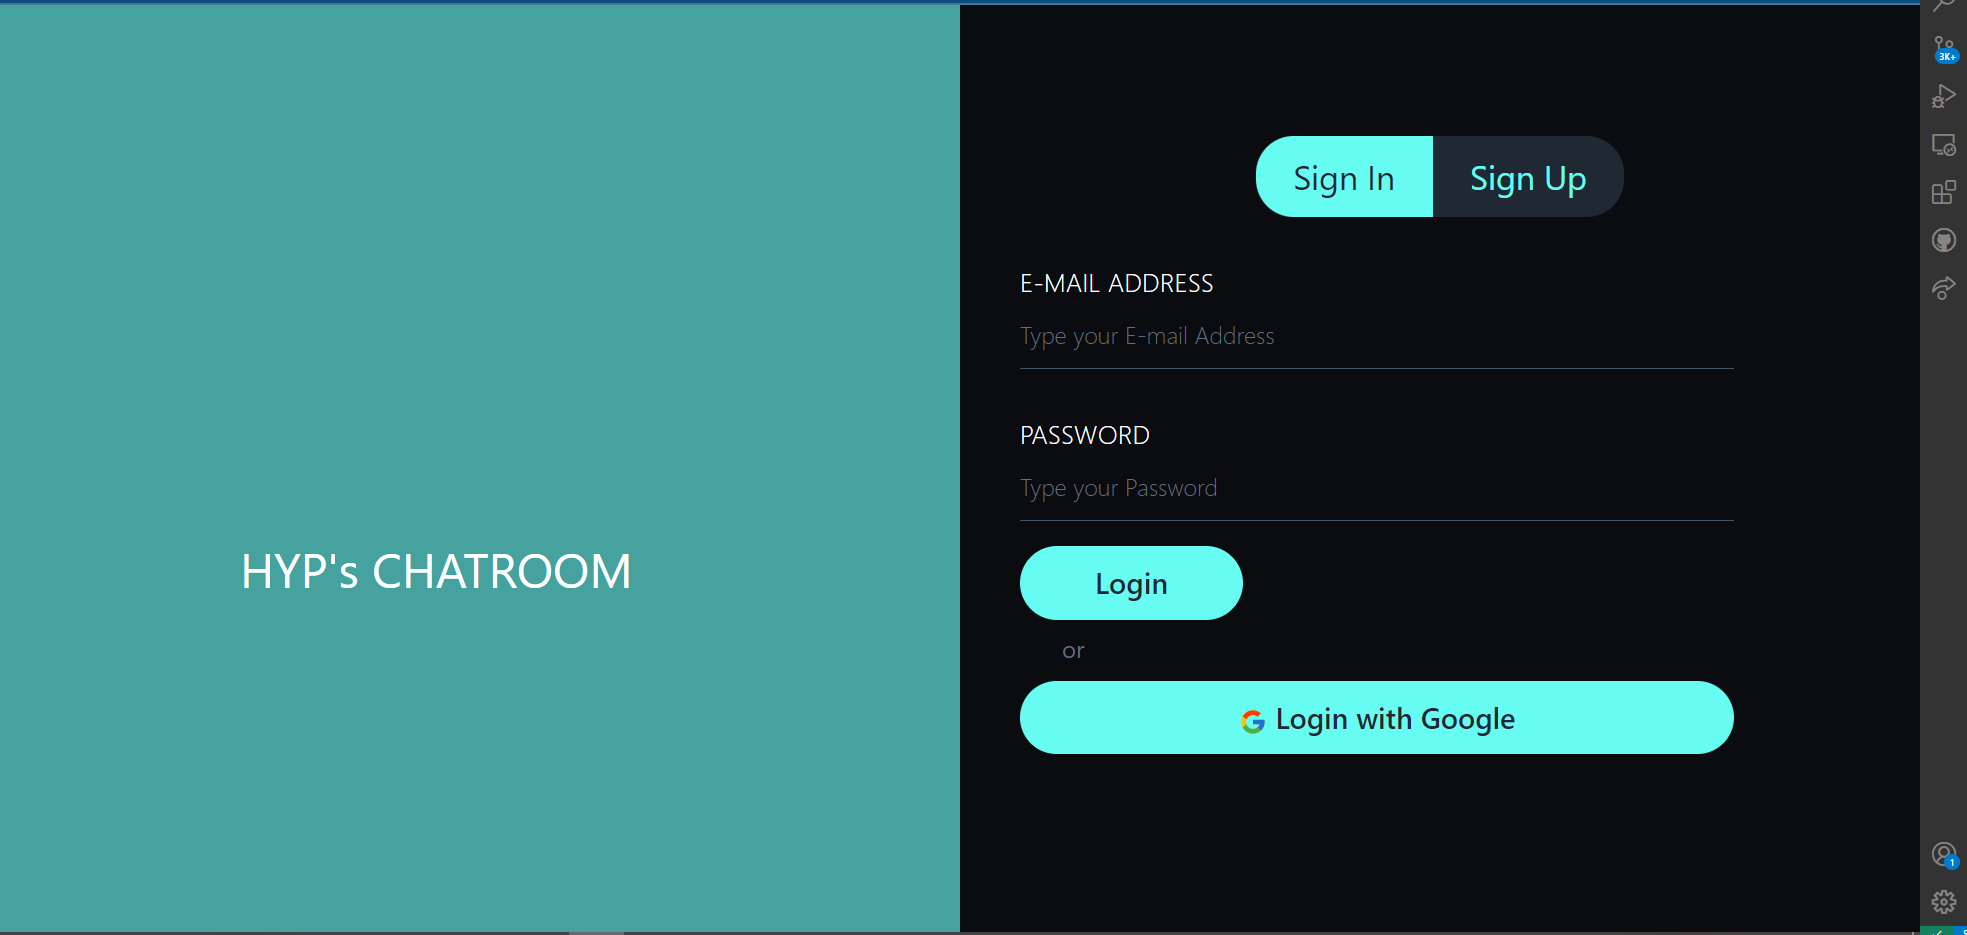 HYP's CHATROOM
Sign In
Sign Up
E-MAIL ADDRESS
Type your E-mail Address
PASSWORD
Type your Password
Login
or
Login with Google
3K+
1